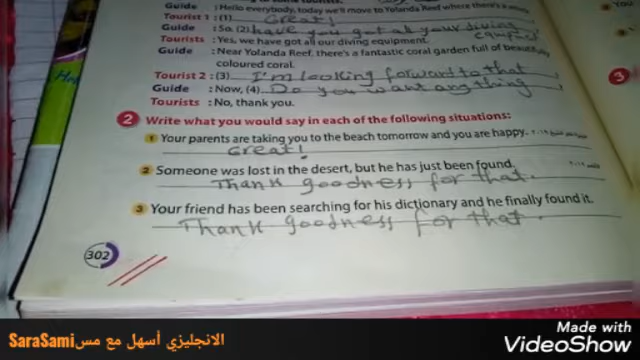 Guide : Hello everybody, today we'll move to Yolanda Reef where there's a
Tourist 1 : (1) Great!
Guide : So, (2) have you got all your diving
equipment
Tourists : Yes, we have got all our diving equipment.
Guide : Near Yolanda Reef, there's a fantastic coral garden full of beautifully
coloured coral.
Tourist 2 : (3) I'm looking forward to that
Guide : Now, (4) Do you want anything
Tourists : No, thank you.
2 Write what you would say in each of the following situations:
1 Your parents are taking you to the beach tomorrow and you are happy.
Great!
2 Someone was lost in the desert, but he has just been found.
Thank goodness for that.
3 Your friend has been searching for his dictionary and he finally found it.
Thank goodness for that.
302
3
SaraSami الانجليزي أسهل مع مس
Made with
VideoShow